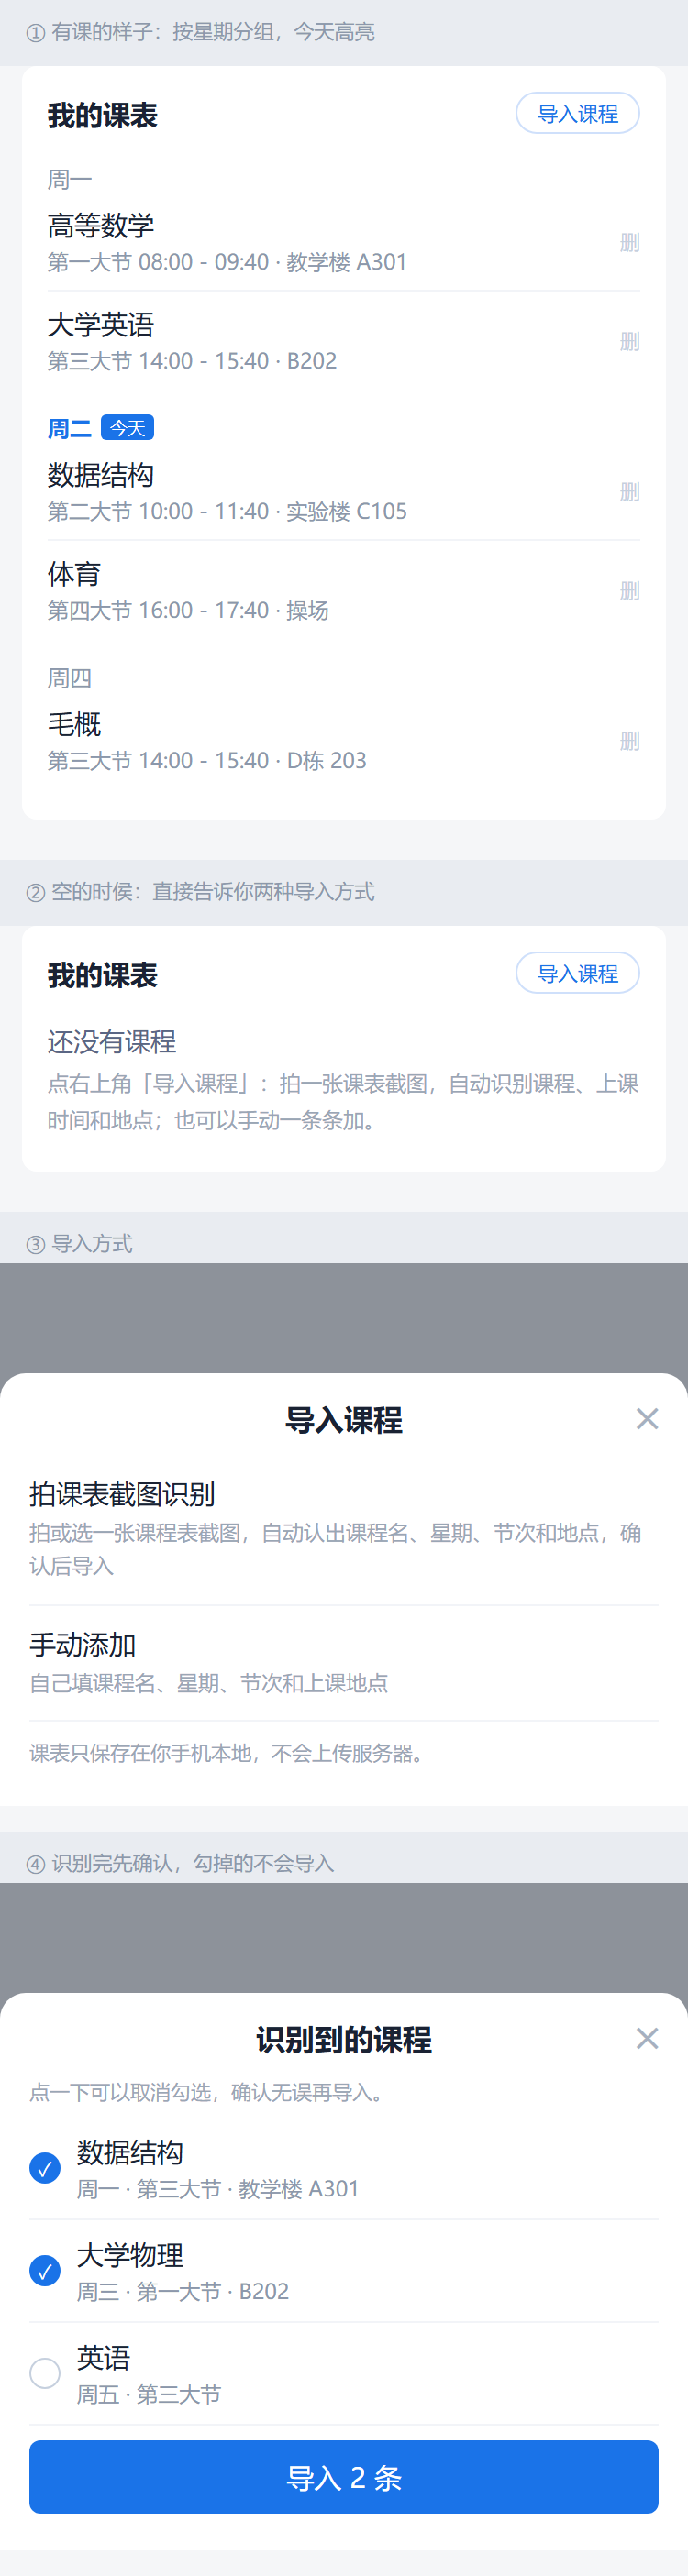 ① 有课的样子：按星期分组，今天高亮
我的课表
导入课程
周一
高等数学
删
第一大节 08:00 - 09:40 · 教学楼 A301
大学英语
删
第三大节 14:00 - 15:40 · B202
周二 今天
数据结构
删
第二大节 10:00 - 11:40 · 实验楼 C105
体育
删
第四大节 16:00 - 17:40 · 操场
周四
毛概
删
第三大节 14:00 - 15:40 · D栋 203
② 空的时侯：直接告诉你两种导入方式
我的课表
导入课程
还没有课程
点右上角「导入课程」：拍一张课表截图，自动识别课程、上课
时间和地点；也可以手动一条条加。
③ 导入方式
导入课程
×
拍课表截图识别
拍或选一张课程表截图，自动认出课程名、星期、节次和地点，确
认后导入
手动添加
自己填课程名、星期、节次和上课地点
课表只保存在你手机本地，不会上传服务器。
④ 识别完先确认，勾掉的不会导入
识别到的课程
×
点一下可以取消勾选，确认无误再导入。
✓ 数据结构
周一 · 第三大节 · 教学楼 A301
✓ 大学物理
周三 · 第一大节 · B202
英语
周五 · 第三大节
导入 2 条